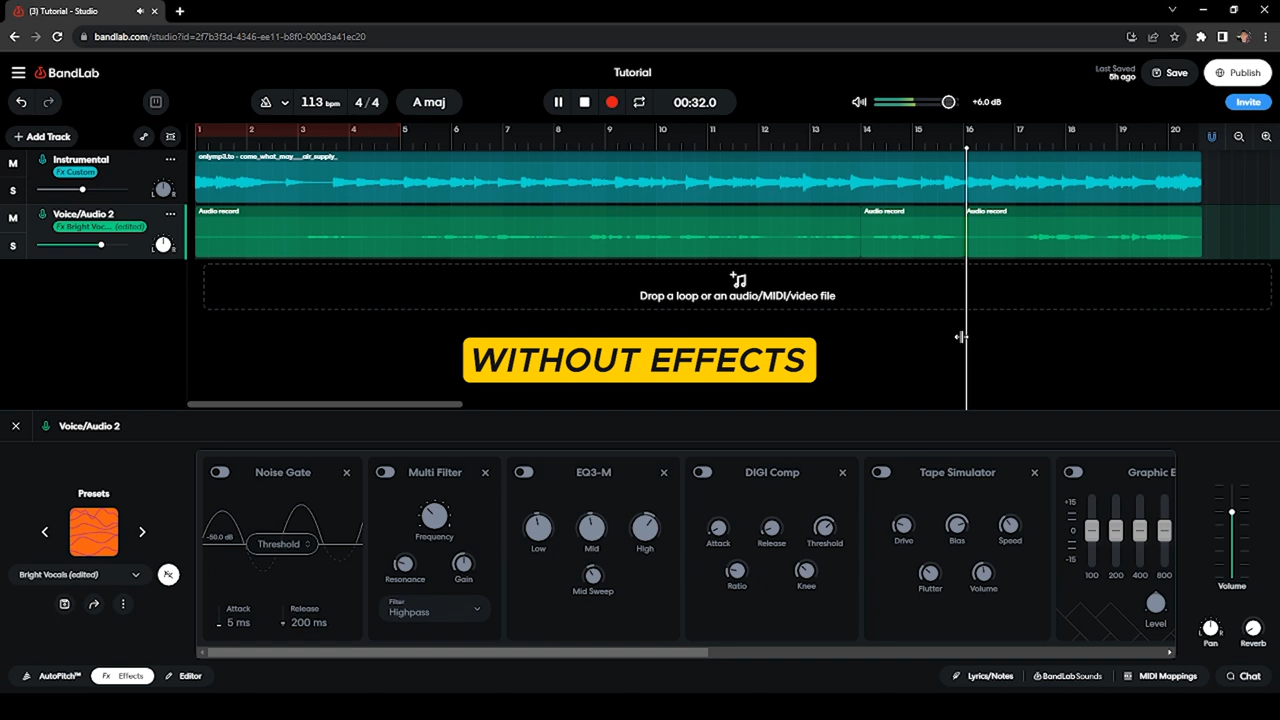 (3) Tutorial - Studio
bandlab.com/studio?id=2f7b3f3d-4346-ee11-b8f0-000d3a41ec20
BandLab
Tutorial
Last Saved
5h ago
Save
Publish
113 bpm
4/4
A maj
00:32.0
+6.0 dB
Invite
+ Add Track
1 2 3 4 5 6 7 8 9 10 11 12 13 14 15 16 17 18 19 20
M
Instrumental
Fx Custom
S
L R
onlymp3.to - come_what_may__air_supply_
M
Voice/Audio 2
Fx Bright Voc... (edited)
S
L R
Audio record
Audio record
Audio record
Drop a loop or an audio/MIDI/video file
WITHOUT EFFECTS
Voice/Audio 2
Presets
Bright Vocals (edited)
Fx
Noise Gate
-50.0 dB
Threshold
Attack
5 ms
Release
200 ms
Multi Filter
Frequency
Resonance
Gain
Filter
Highpass
EQ3-M
Low
Mid
High
Mid Sweep
DIGI Comp
Attack
Release
Threshold
Ratio
Knee
Tape Simulator
Drive
Bias
Speed
Flutter
Volume
Graphic E
+15
0
-15
100
200
400
800
Level
Volume
L R
Pan
Reverb
AutoPitch™
Fx Effects
Editor
Lyrics/Notes
BandLab Sounds
MIDI Mappings
Chat